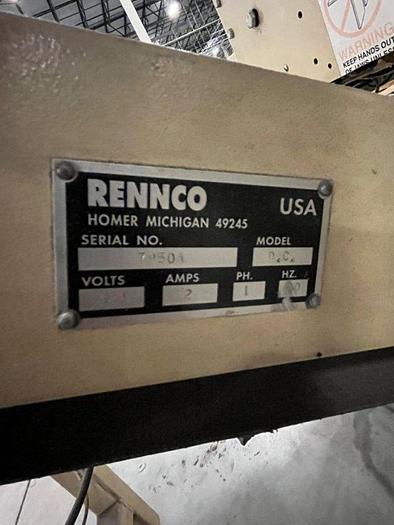 WARNING
KEEP HANDS OUT
RENNCO
USA
HOMER MICHIGAN 49245
SERIAL NO. MODEL
D.C.
VOLTS AMPS PH. HZ.
2 1